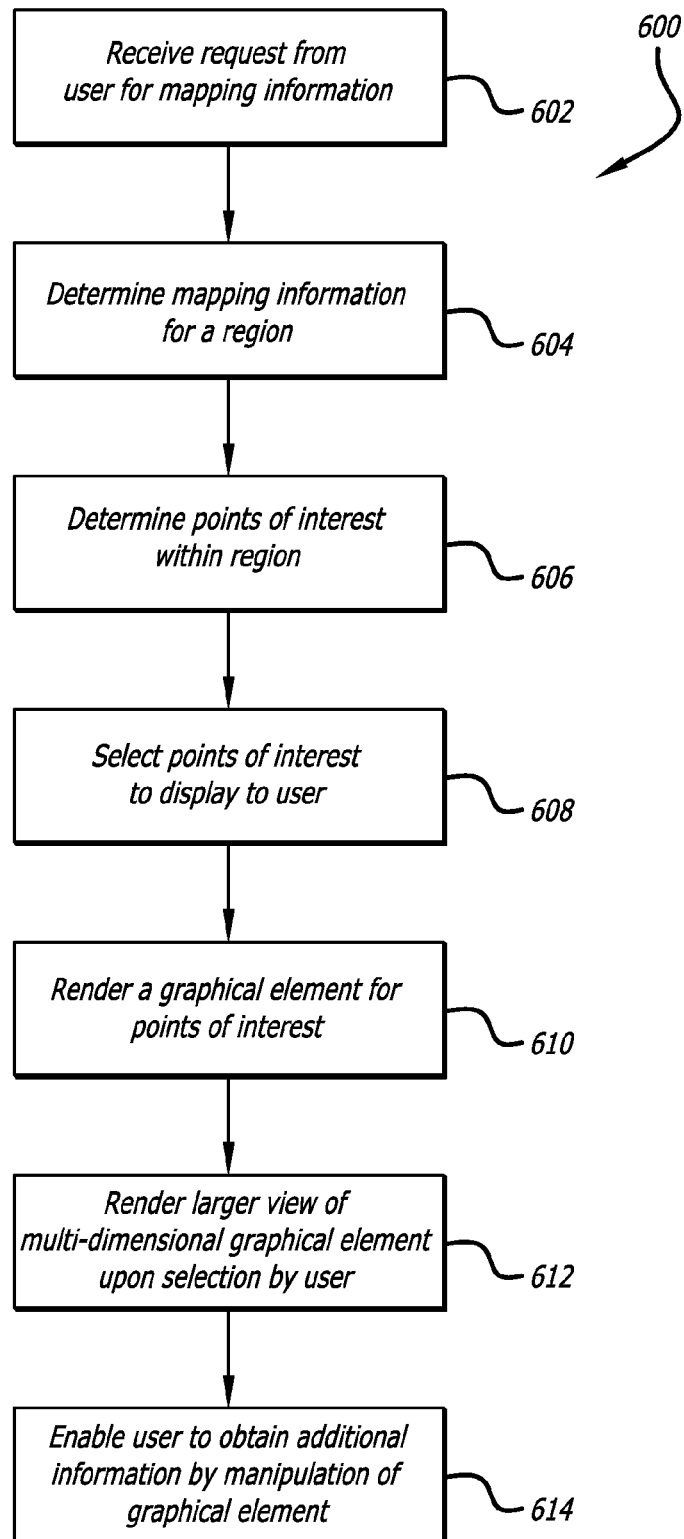 600
Receive request from
user for mapping information
602
Determine mapping information
for a region
604
Determine points of interest
within region
606
Select points of interest
to display to user
608
Render a graphical element for
points of interest
610
Render larger view of
multi-dimensional graphical element
upon selection by user
612
Enable user to obtain additional
information by manipulation of
graphical element
614